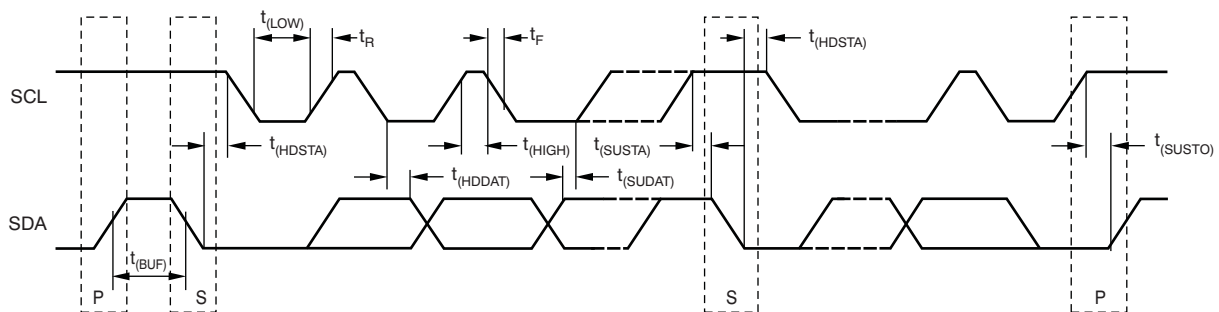 t(LOW)
tR
tF
t(HDSTA)
SCL
t(HDSTA)
t(HIGH)
t(SUSTA)
t(SUSTO)
t(HDDAT)
t(SUDAT)
SDA
t(BUF)
P
S
S
P